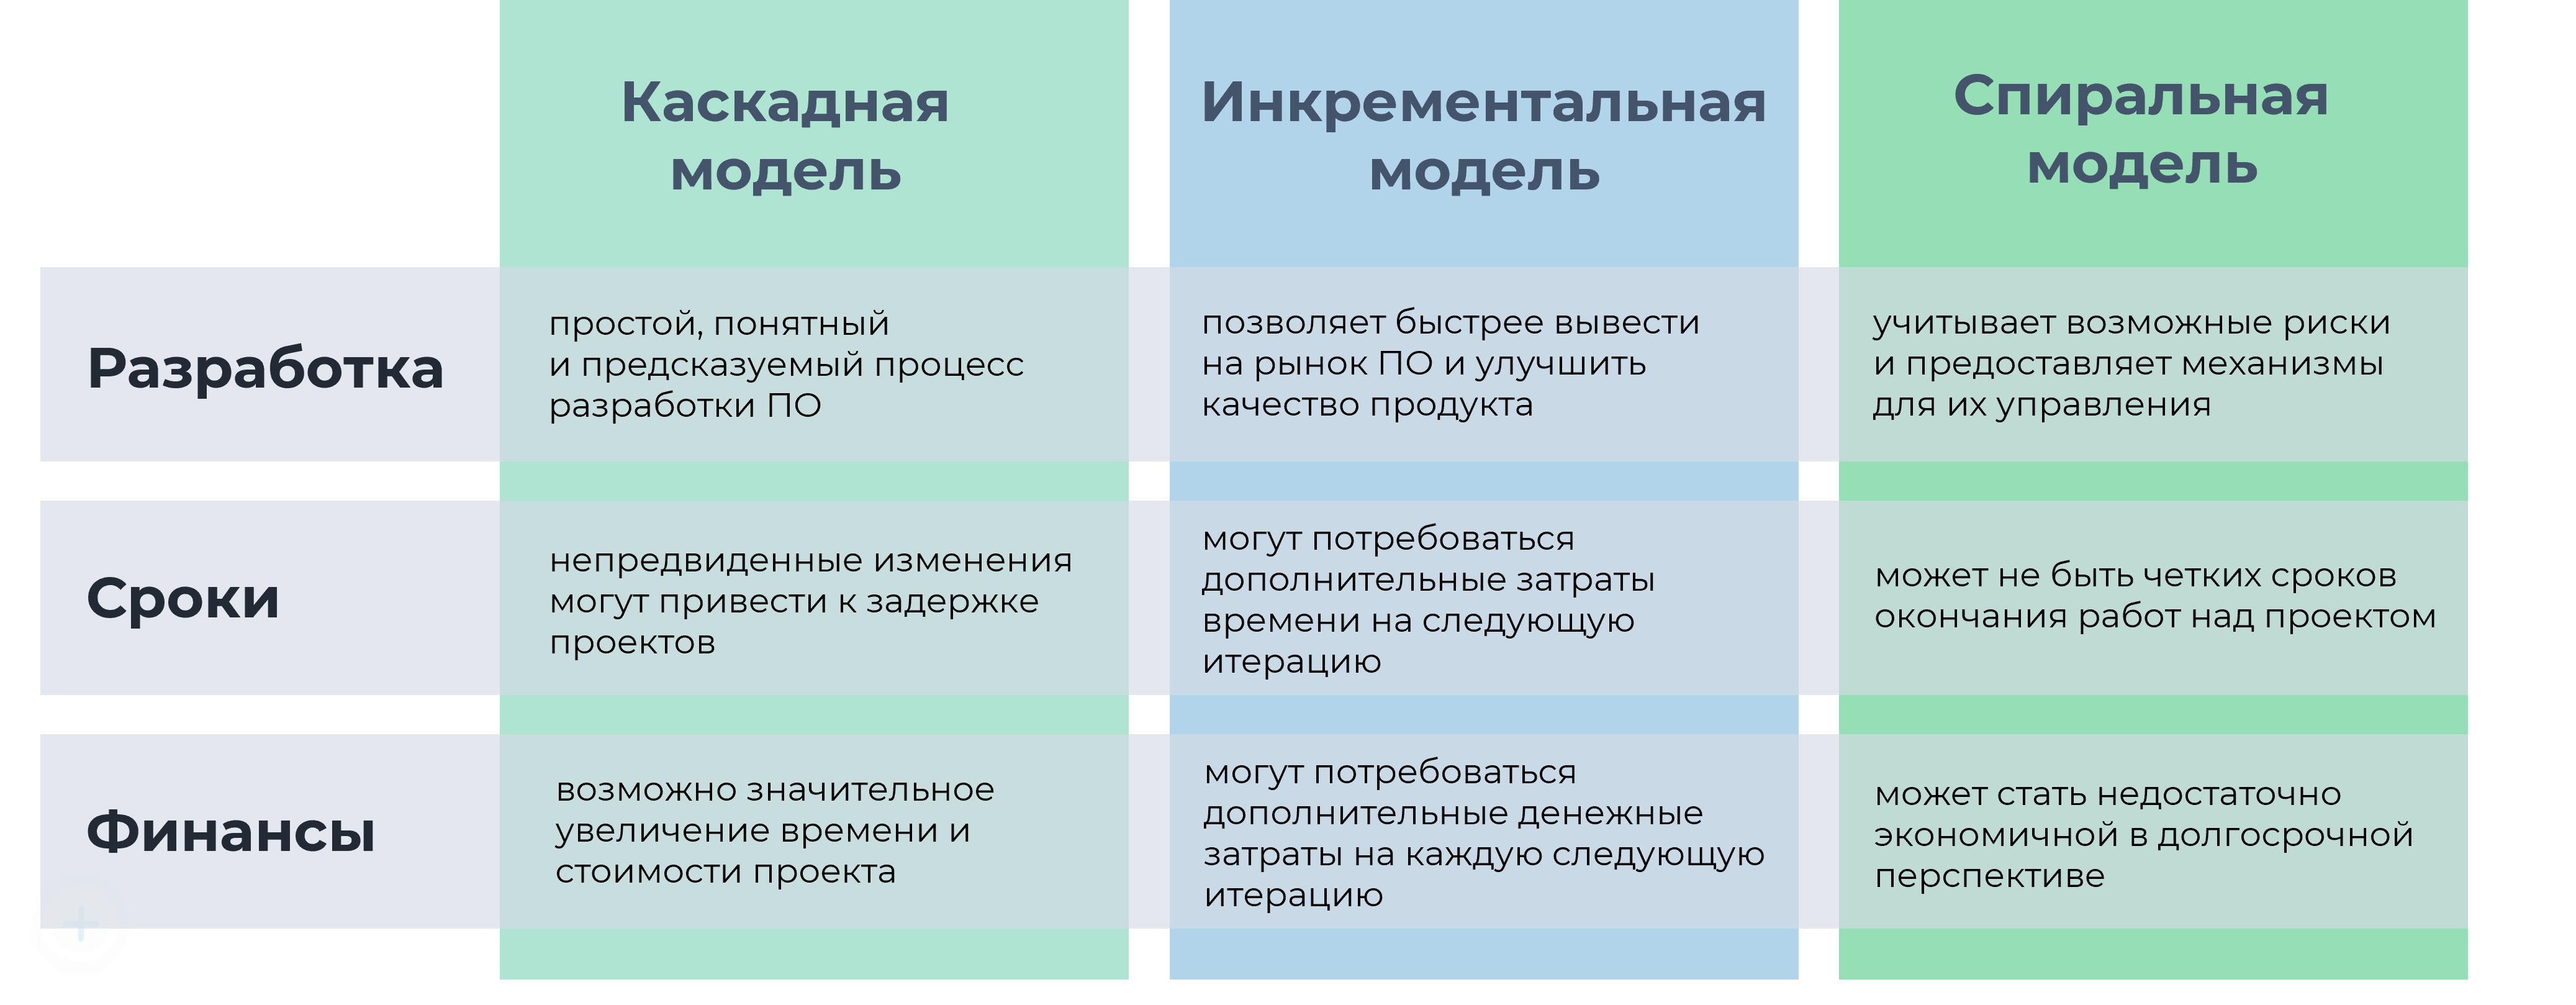 Каскадная
модель
Инкрементальная
модель
Спиральная
модель
Разработка
простой, понятный
и предсказуемый процесс
разработки ПО
позволяет быстрее вывести
на рынок ПО и улучшить
качество продукта
учитывает возможные риски
и предоставляет механизмы
для их управления
Сроки
непредвиденные изменения
могут привести к задержке
проектов
могут потребоваться
дополнительные затраты
времени на следующую
итерацию
может не быть четких сроков
окончания работ над проектом
Финансы
возможно значительное
увеличение времени и
стоимости проекта
могут потребоваться
дополнительные денежные
затраты на каждую следующую
итерацию
может стать недостаточно
экономичной в долгосрочной
перспективе